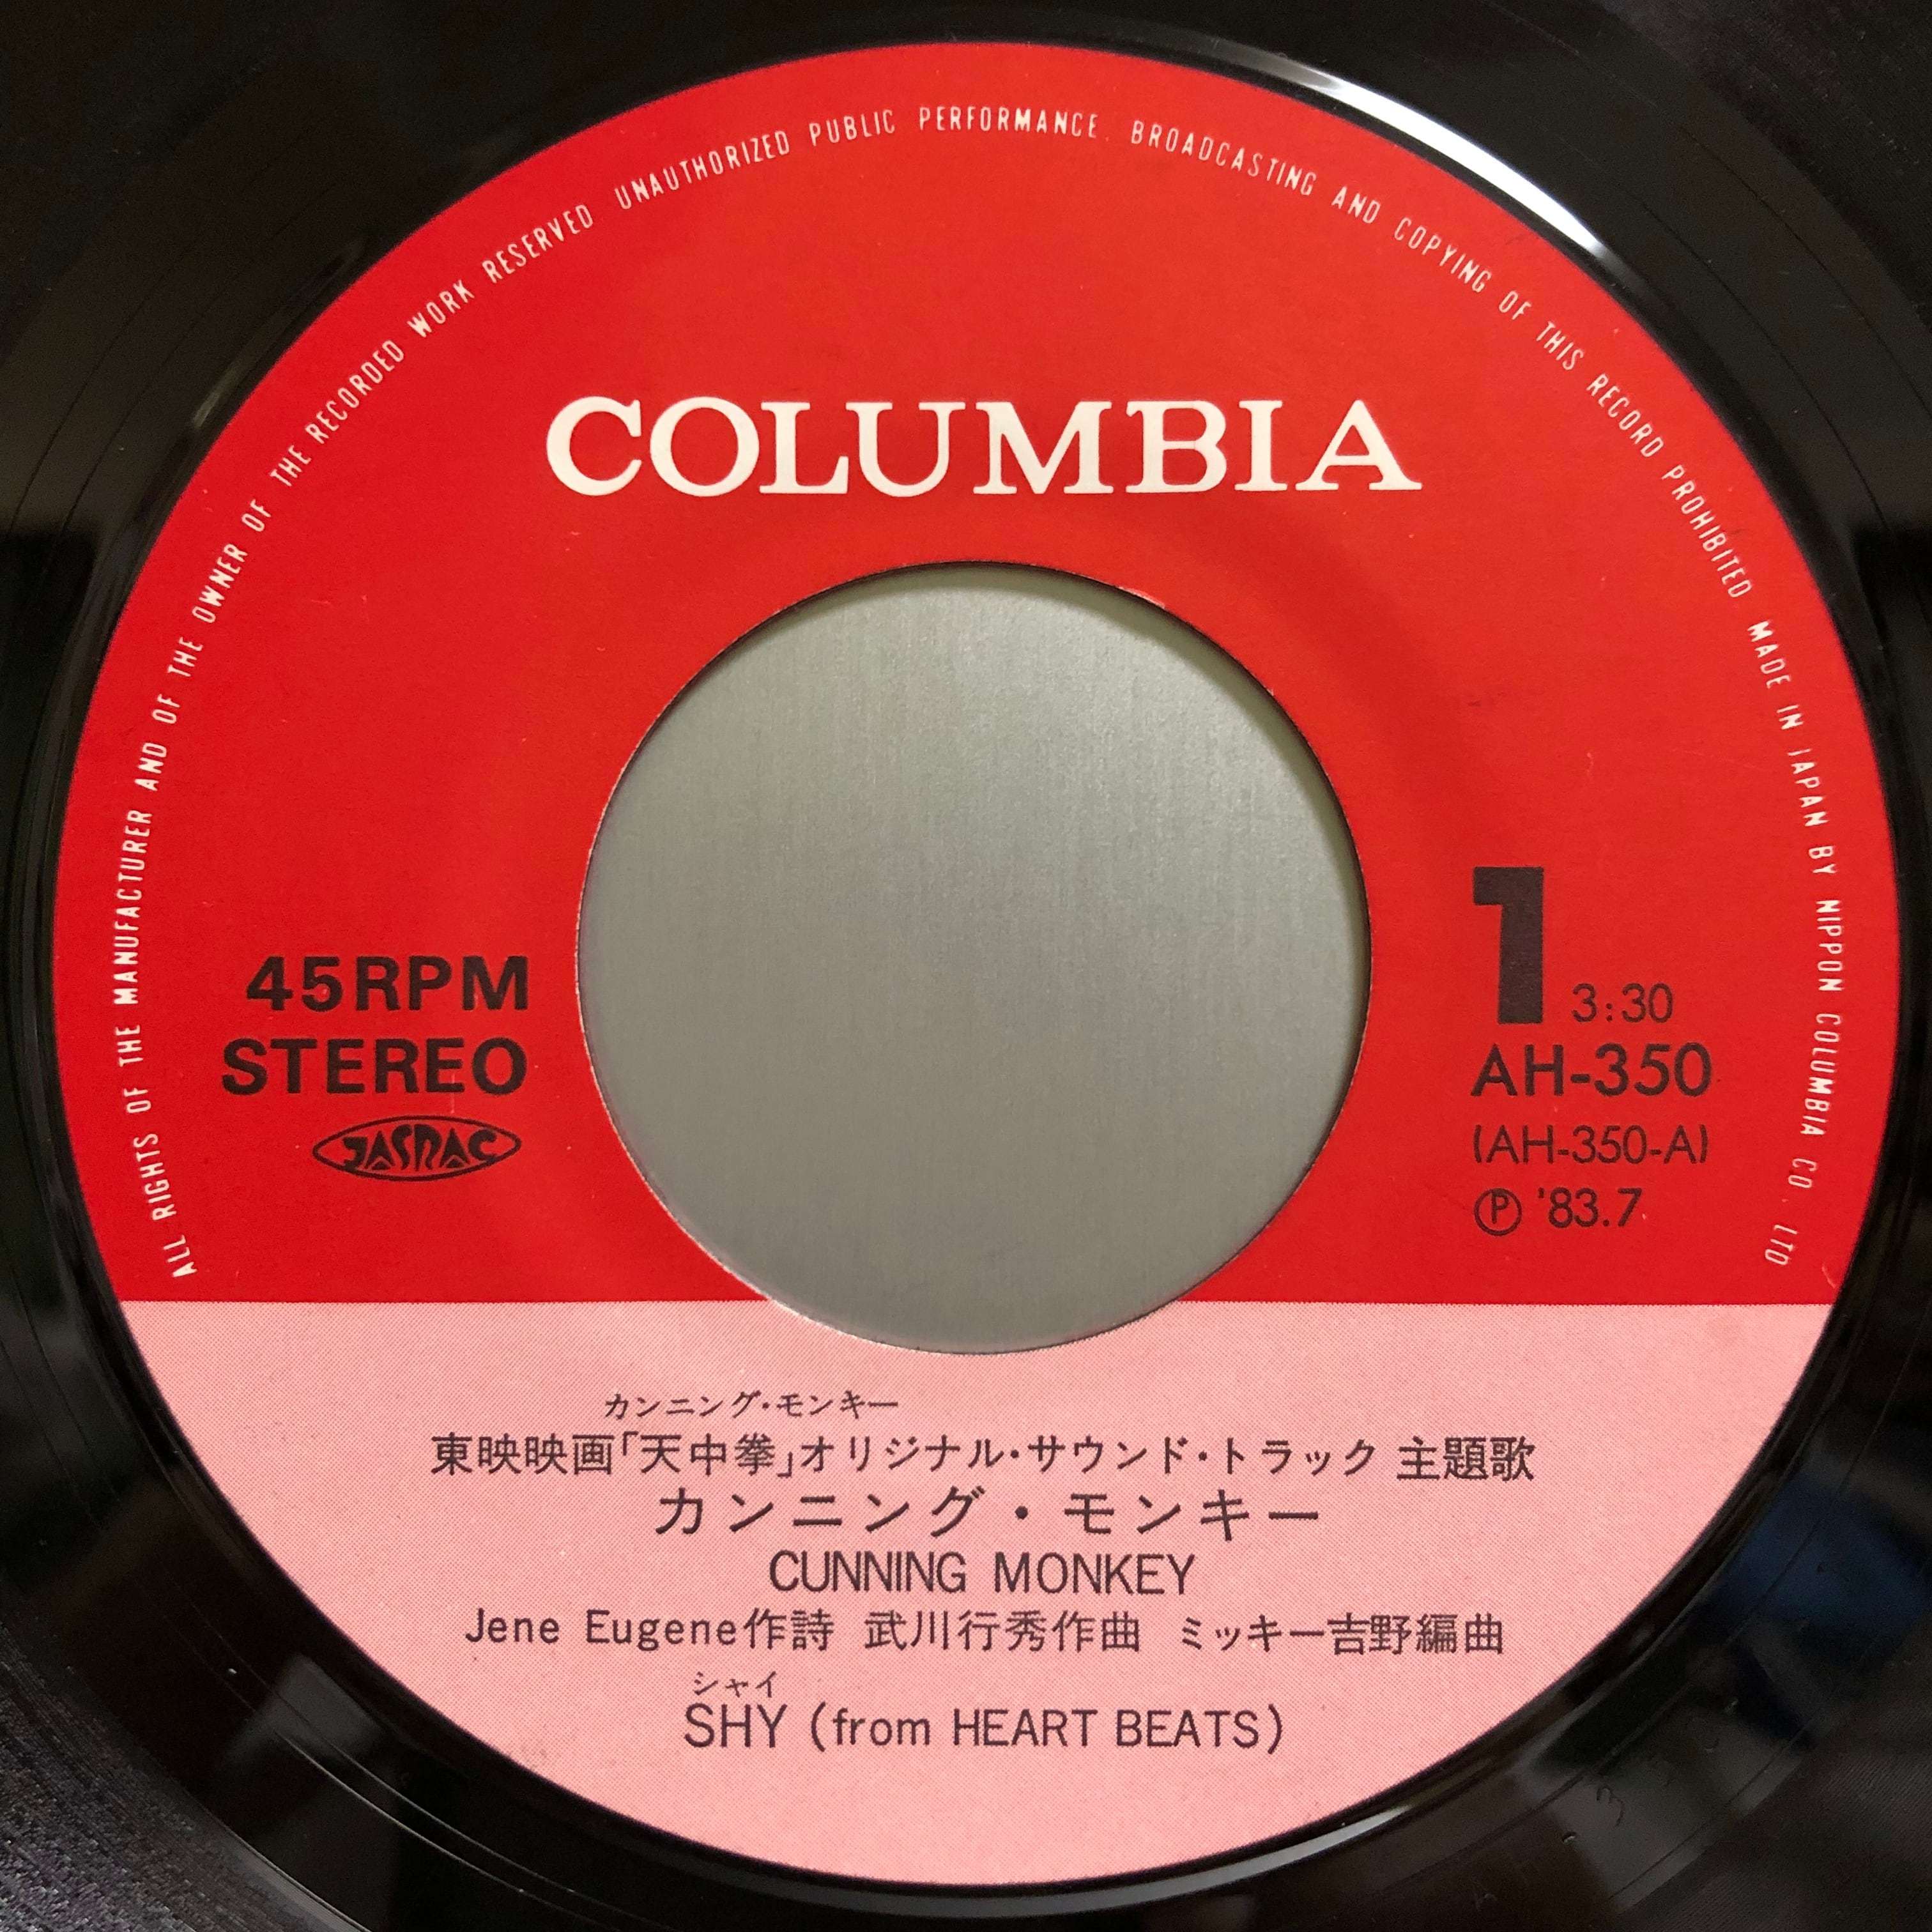 ALL RIGHTS OF THE MANUFACTURER AND OF THE OWNER OF THE RECORDED WORK RESERVED UNAUTHORIZED PUBLIC PERFORMANCE. BROADCASTING AND COPYING OF THIS RECORD PROHIBITED. MADE IN JAPAN BY NIPPON COLUMBIA CO. LTD
COLUMBIA
45RPM
STEREO
JASRAC
1 3:30
AH-350
(AH-350-A)
Ⓟ '83.7
カンニング・モンキー
東映映画「天中拳」オリジナル・サウンド・トラック 主題歌
カンニング・モンキー
CUNNING MONKEY
Jene Eugene作詩 武川行秀作曲 ミッキー吉野編曲
シャイ
SHY (from HEART BEATS)